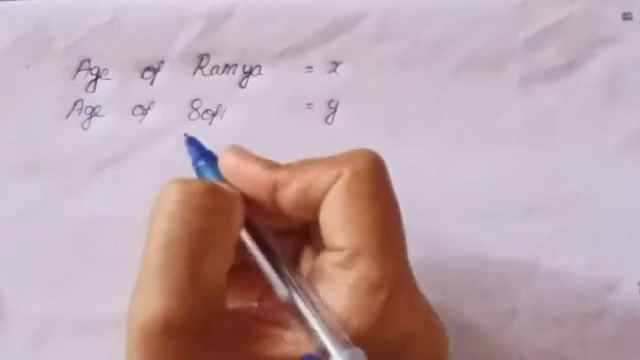 Age of Ramya = x
Age of Sofi = y